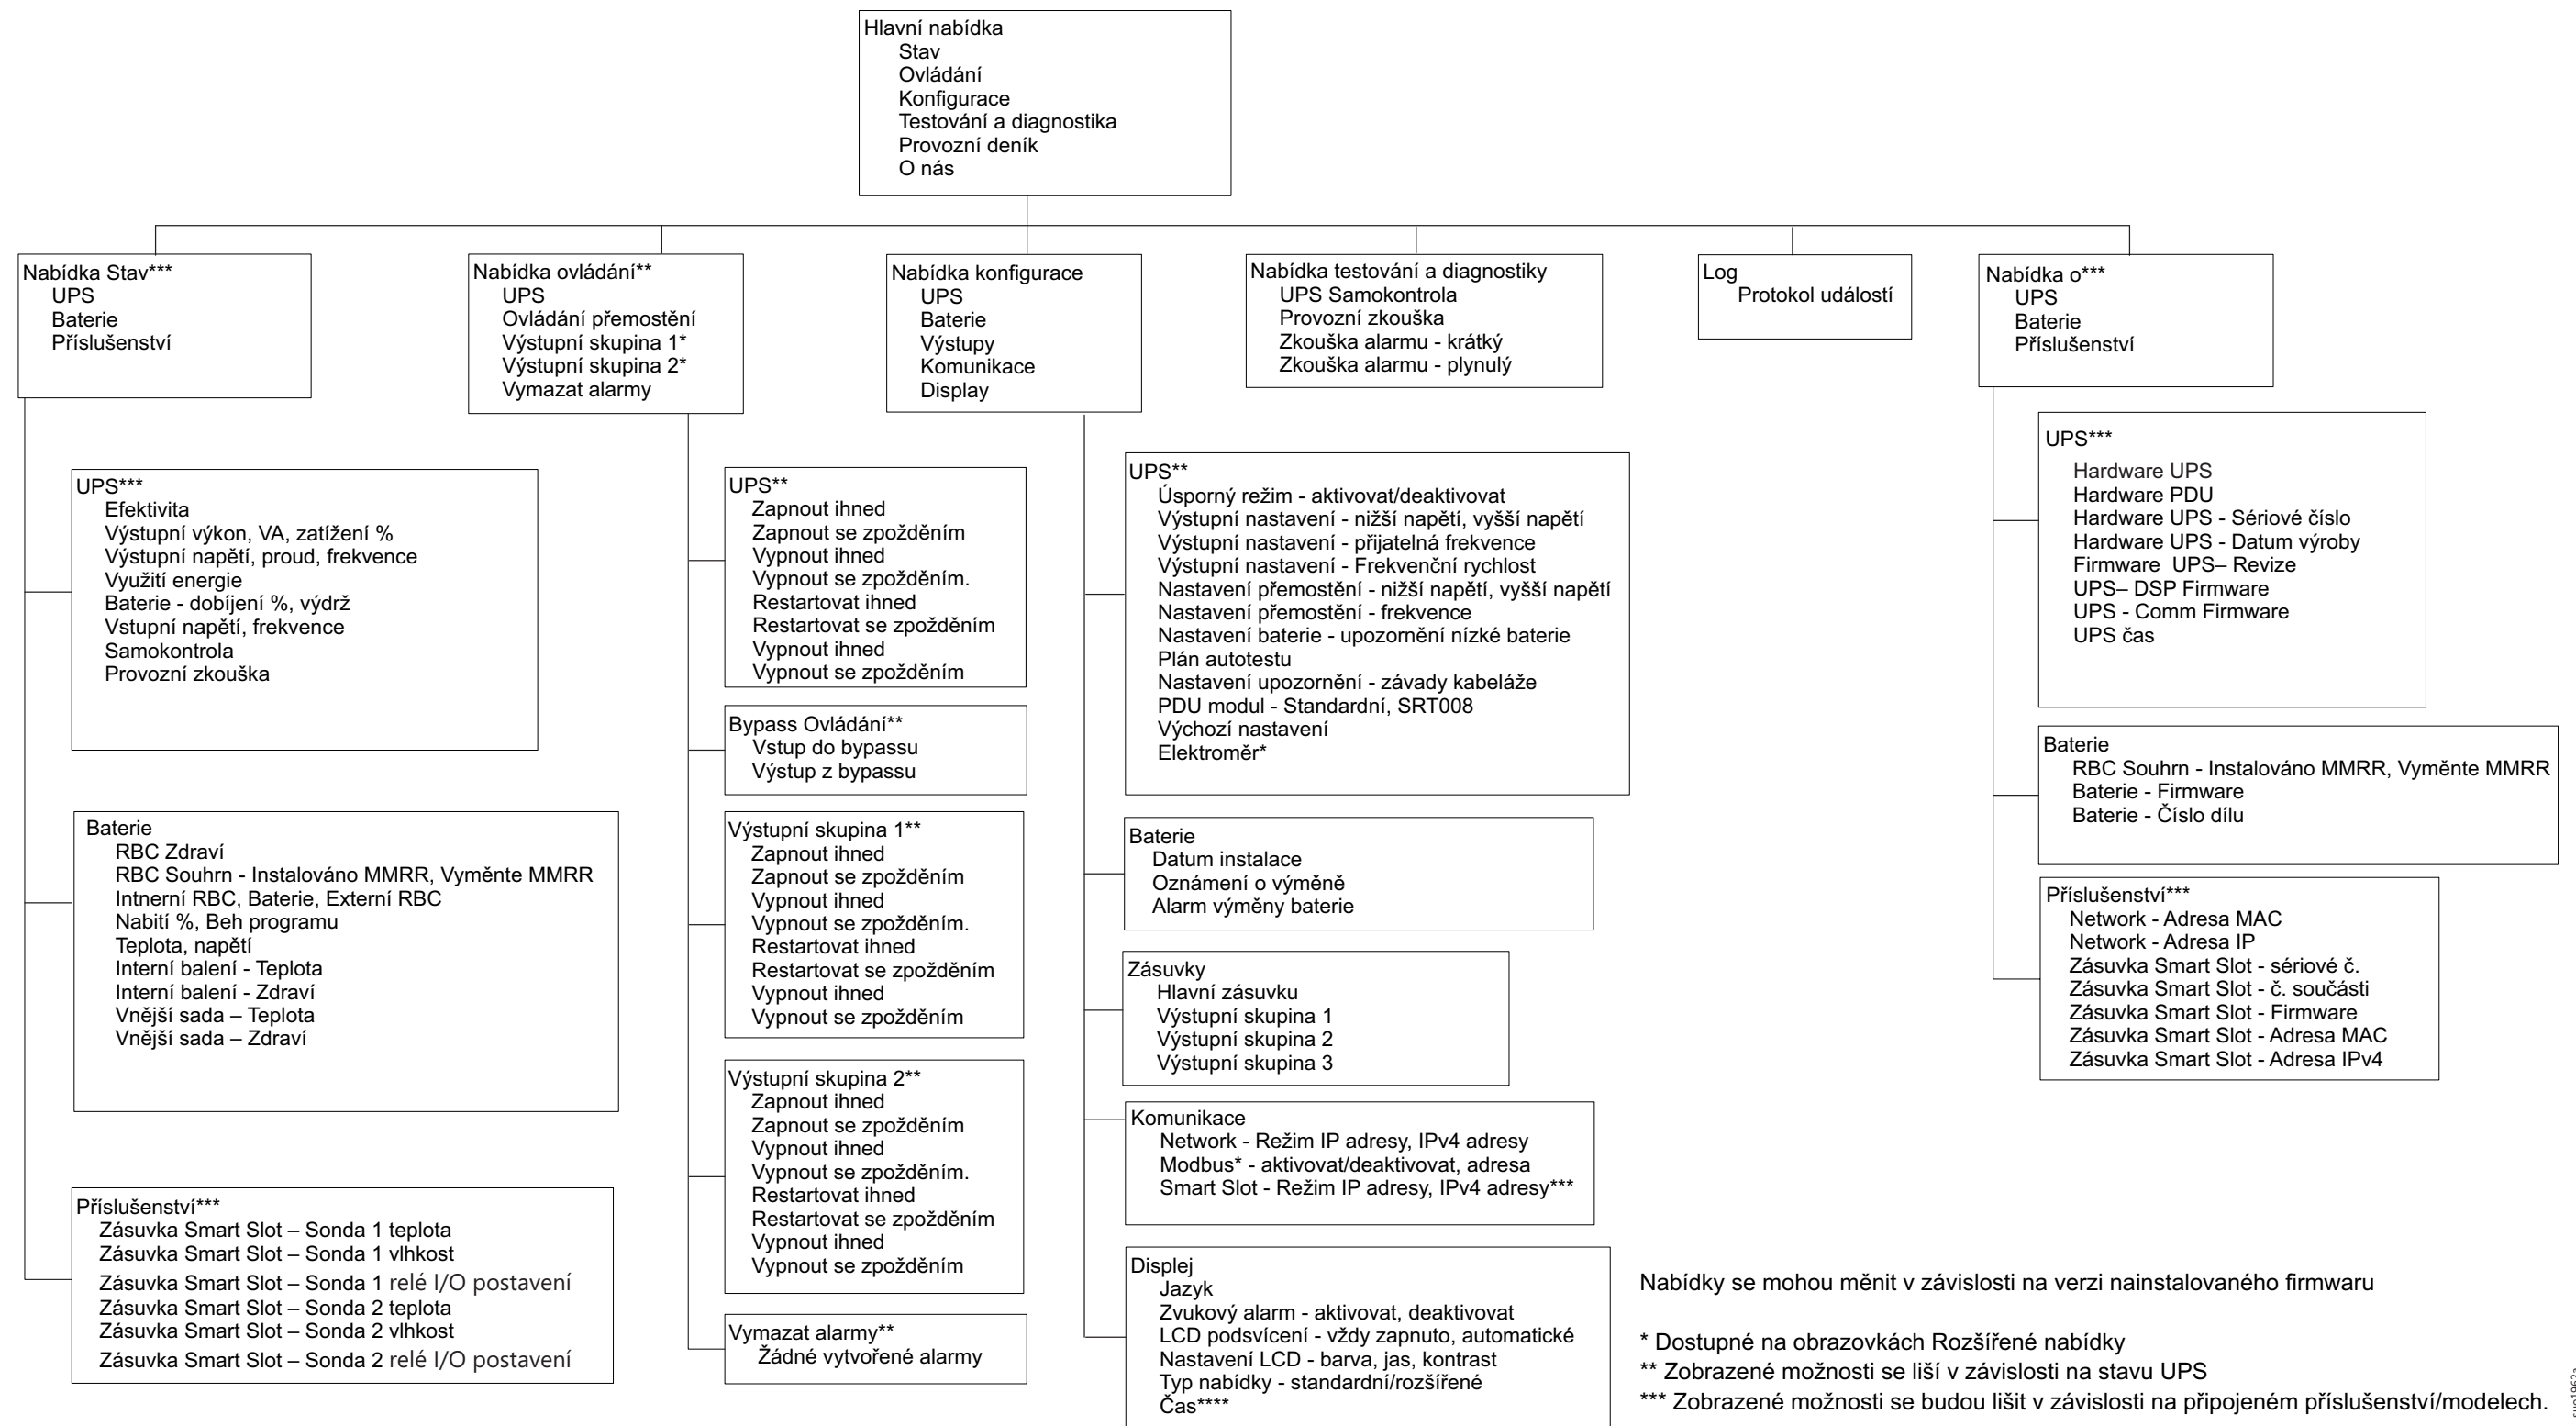 Hlavní nabídka
Stav
Ovládání
Konfigurace
Testování a diagnostika
Provozní deník
O nás
Nabídka Stav***
UPS
Baterie
Příslušenství
UPS***
Efektivita
Výstupní výkon, VA, zatížení %
Výstupní napětí, proud, frekvence
Využití energie
Baterie - dobíjení %, výdrž
Vstupní napětí, frekvence
Samokontrola
Provozní zkouška
Baterie
RBC Zdraví
RBC Souhrn - Instalováno MMRR, Vyměnte MMRR
Intnerní RBC, Baterie, Externí RBC
Nabití %, Beh programu
Teplota, napětí
Interní balení - Teplota
Interní balení - Zdraví
Vnější sada – Teplota
Vnější sada – Zdraví
Příslušenství***
Zásuvka Smart Slot – Sonda 1 teplota
Zásuvka Smart Slot – Sonda 1 vlhkost
Zásuvka Smart Slot – Sonda 1 relé I/O postavení
Zásuvka Smart Slot – Sonda 2 teplota
Zásuvka Smart Slot – Sonda 2 vlhkost
Zásuvka Smart Slot – Sonda 2 relé I/O postavení
Nabídka ovládání**
UPS
Ovládání přemostění
Výstupní skupina 1*
Výstupní skupina 2*
Vymazat alarmy
UPS**
Zapnout ihned
Zapnout se zpožděním
Vypnout ihned
Vypnout se zpožděním.
Restartovat ihned
Restartovat se zpožděním
Vypnout ihned
Vypnout se zpožděním
Bypass Ovládání**
Vstup do bypassu
Výstup z bypassu
Výstupní skupina 1**
Zapnout ihned
Zapnout se zpožděním
Vypnout ihned
Vypnout se zpožděním.
Restartovat ihned
Restartovat se zpožděním
Vypnout ihned
Vypnout se zpožděním
Výstupní skupina 2**
Zapnout ihned
Zapnout se zpožděním
Vypnout ihned
Vypnout se zpožděním.
Restartovat ihned
Restartovat se zpožděním
Vypnout ihned
Vypnout se zpožděním
Vymazat alarmy**
Žádné vytvořené alarmy
Nabídka konfigurace
UPS
Baterie
Výstupy
Komunikace
Display
UPS**
Úsporný režim - aktivovat/deaktivovat
Výstupní nastavení - nižší napětí, vyšší napětí
Výstupní nastavení - přijatelná frekvence
Výstupní nastavení - Frekvenční rychlost
Nastavení přemostění - nižší napětí, vyšší napětí
Nastavení přemostění - frekvence
Nastavení baterie - upozornění nízké baterie
Plán autotestu
Nastavení upozornění - závady kabeláže
PDU modul - Standardní, SRT008
Výchozí nastavení
Elektroměr*
Baterie
Datum instalace
Oznámení o výměně
Alarm výměny baterie
Zásuvky
Hlavní zásuvku
Výstupní skupina 1
Výstupní skupina 2
Výstupní skupina 3
Komunikace
Network - Režim IP adresy, IPv4 adresy
Modbus* - aktivovat/deaktivovat, adresa
Smart Slot - Režim IP adresy, IPv4 adresy***
Displej
Jazyk
Zvukový alarm - aktivovat, deaktivovat
LCD podsvícení - vždy zapnuto, automatické
Nastavení LCD - barva, jas, kontrast
Typ nabídky - standardní/rozšířené
Čas****
Nabídka testování a diagnostiky
UPS Samokontrola
Provozní zkouška
Zkouška alarmu - krátký
Zkouška alarmu - plynulý
Log
Protokol událostí
Nabídka o***
UPS
Baterie
Příslušenství
UPS***
Hardware UPS
Hardware PDU
Hardware UPS - Sériové číslo
Hardware UPS - Datum výroby
Firmware UPS– Revize
UPS– DSP Firmware
UPS - Comm Firmware
UPS čas
Baterie
RBC Souhrn - Instalováno MMRR, Vyměnte MMRR
Baterie - Firmware
Baterie - Číslo dílu
Příslušenství***
Network - Adresa MAC
Network - Adresa IP
Zásuvka Smart Slot - sériové č.
Zásuvka Smart Slot - č. součásti
Zásuvka Smart Slot - Firmware
Zásuvka Smart Slot - Adresa MAC
Zásuvka Smart Slot - Adresa IPv4
Nabídky se mohou měnit v závislosti na verzi nainstalovaného firmwaru
* Dostupné na obrazovkách Rozšířené nabídky
** Zobrazené možnosti se liší v závislosti na stavu UPS
*** Zobrazené možnosti se budou lišit v závislosti na připojeném příslušenství/modelech.